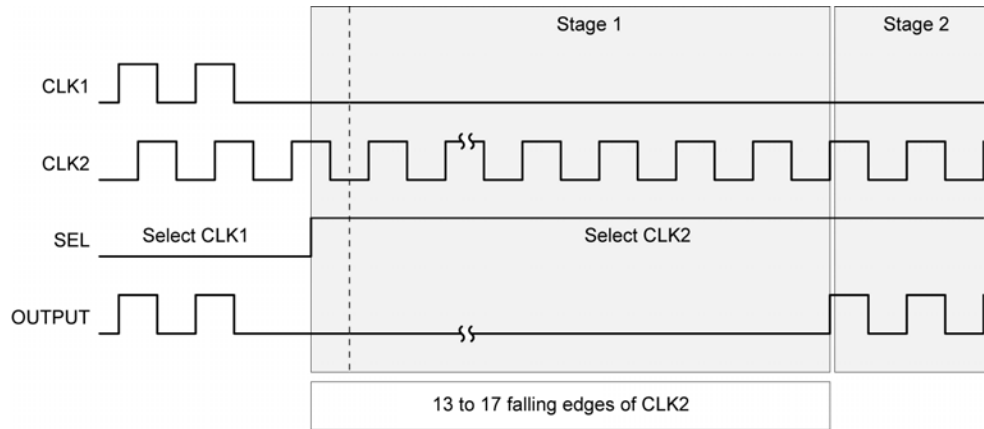 Stage 1
Stage 2
CLK1
CLK2
SEL
Select CLK1
Select CLK2
OUTPUT
13 to 17 falling edges of CLK2